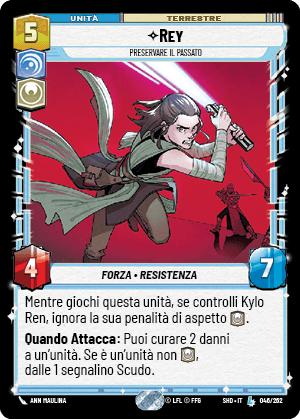 5
UNITÀ
TERRESTRE
✧REY
PRESERVARE IL PASSATO
4
FORZA • RESISTENZA
7
Mentre giochi questa unità, se controlli Kylo
Ren, ignora la sua penalità di aspetto .
Quando Attacca: Puoi curare 2 danni
a un'unità. Se è un'unità non ,
dalle 1 segnalino Scudo.
ANN MAULINA
© LFL © FFG
SHD • IT
046/262